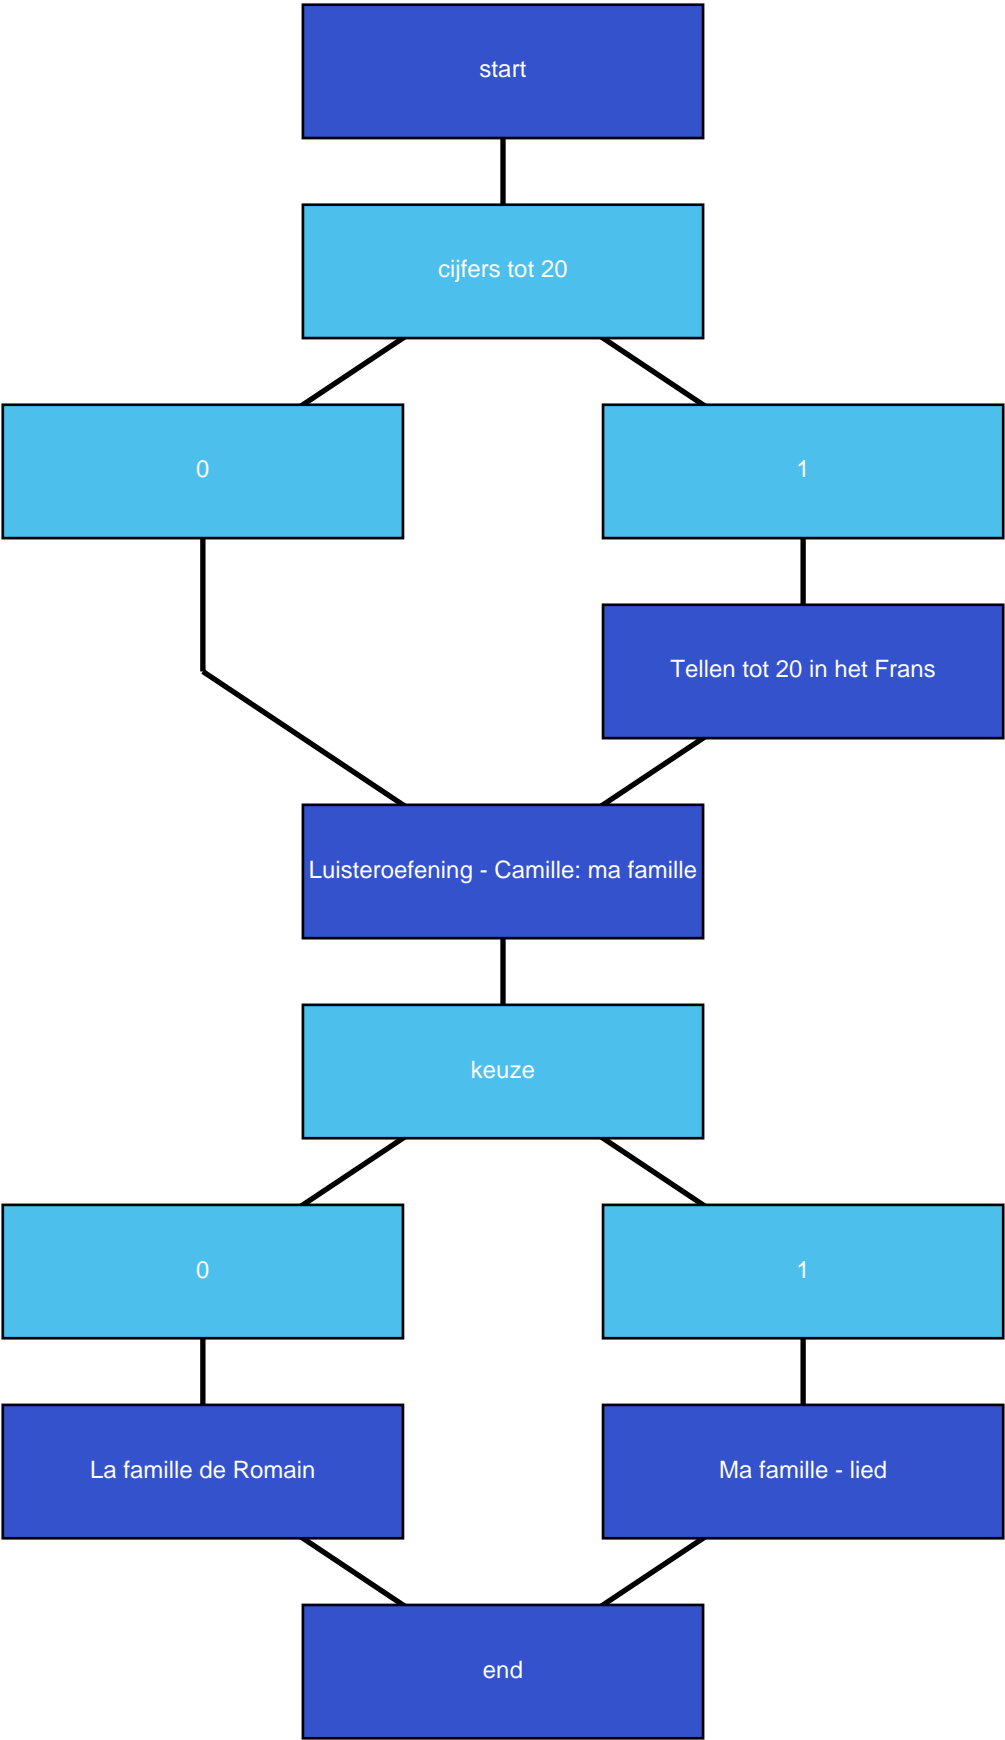 start
cijfers tot 20
0
1
Tellen tot 20 in het Frans
Luisteroefening - Camille: ma famille
keuze
0
1
La famille de Romain
Ma famille - lied
end